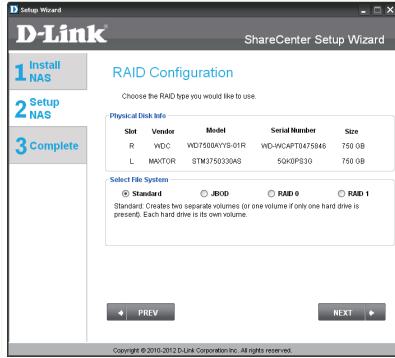 Setup Wizard
D-Link
ShareCenter Setup Wizard
1 Install NAS
2 Setup NAS
3 Complete
RAID Configuration
Choose the RAID type you would like to use.
Physical Disk Info
Slot Vendor Model Serial Number Size
R WDC WD7500AYYS-01R WD-WCAPT0475846 750 GB
L MAXTOR STM3750330AS 5QK0PS3G 750 GB
Select File System
Standard JBOD RAID 0 RAID 1
Standard: Creates two separate volumes (or one volume if only one hard drive is
present). Each hard drive is its own volume.
PREV NEXT
Copyright © 2010-2012 D-Link Corporation Inc. All rights reserved.